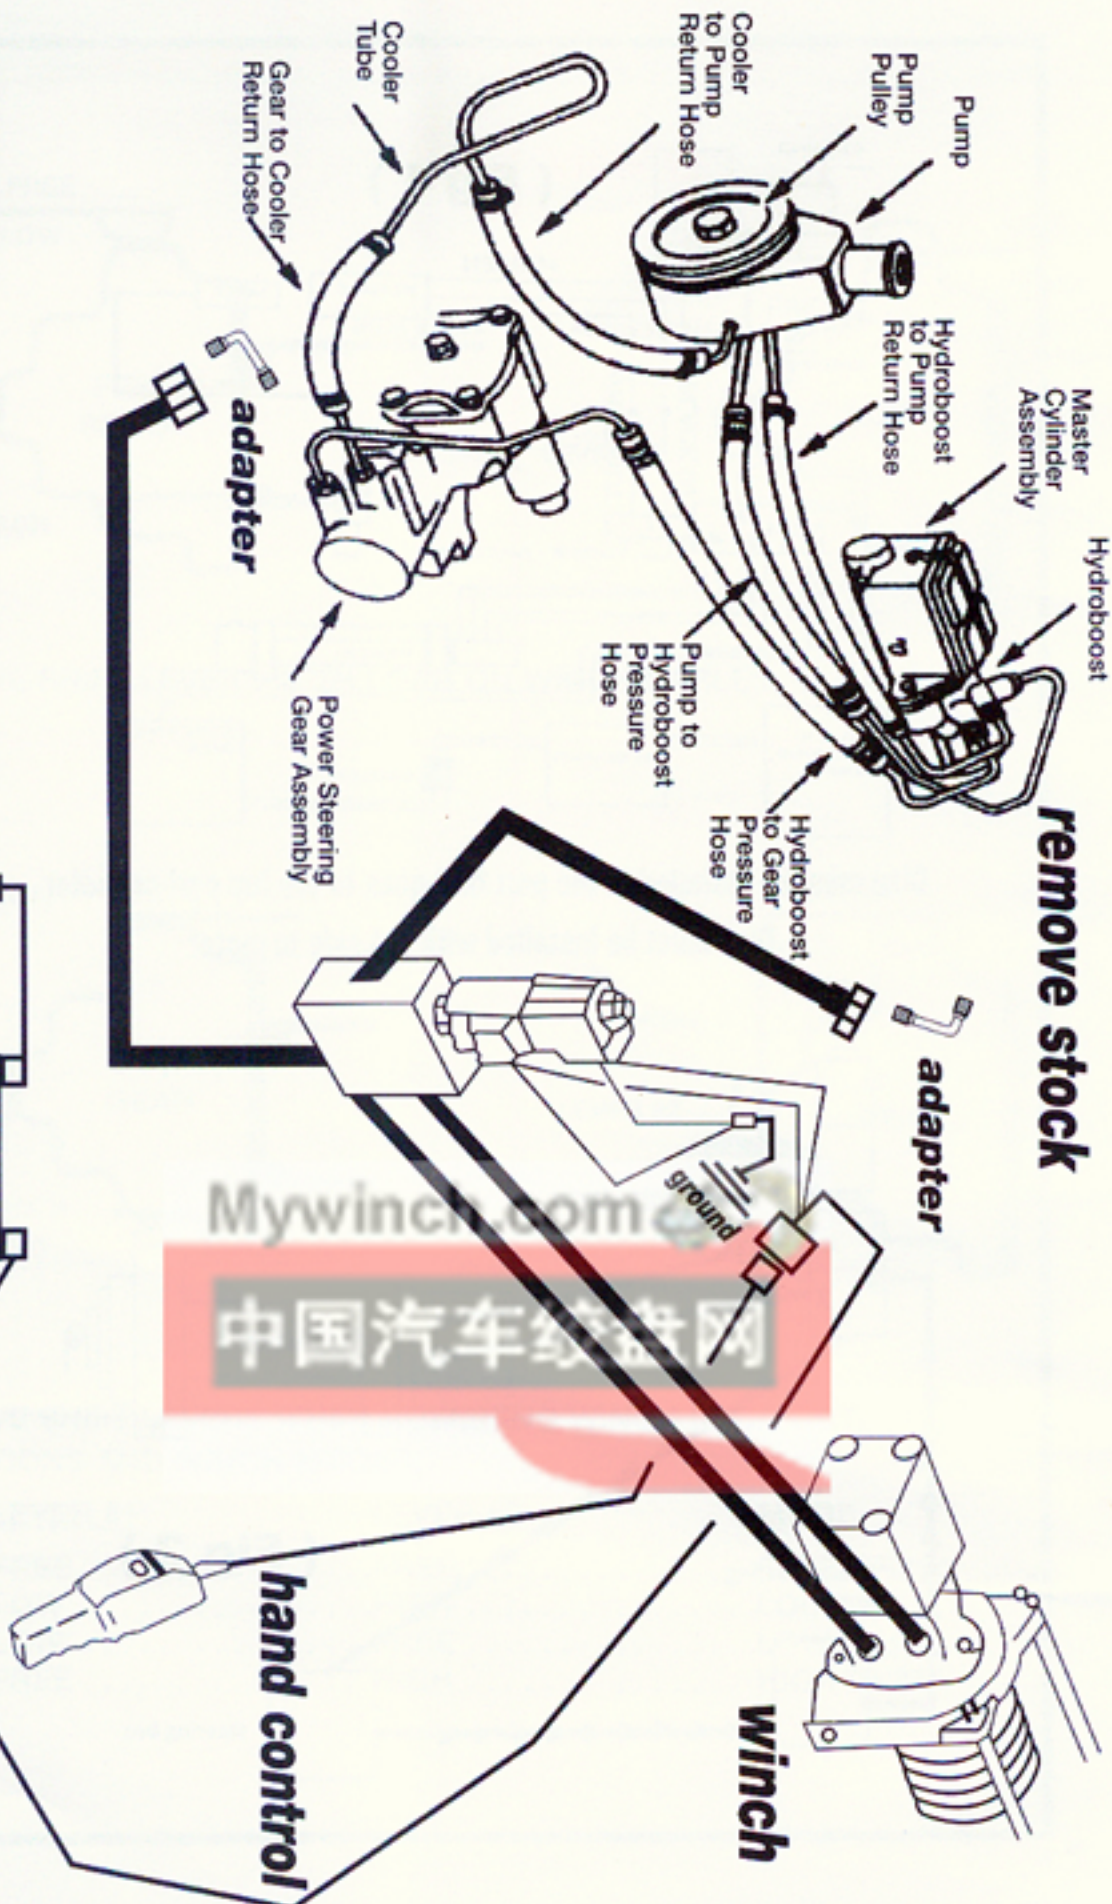 remove stock
Hydroboost
Master
Cylinder
Assembly
Pump
Pump
Pulley
Hydroboost
to Pump
Return Hose
Cooler
to Pump
Return Hose
Cooler
Tube
Gear to Cooler
Return Hose
adapter
Pump to
Hydroboost
Pressure
Hose
Hydroboost
to Gear
Pressure
Hose
Power Steering
Gear Assembly
adapter
ground
Mywinch.com
中国汽车绞盘网
winch
hand control